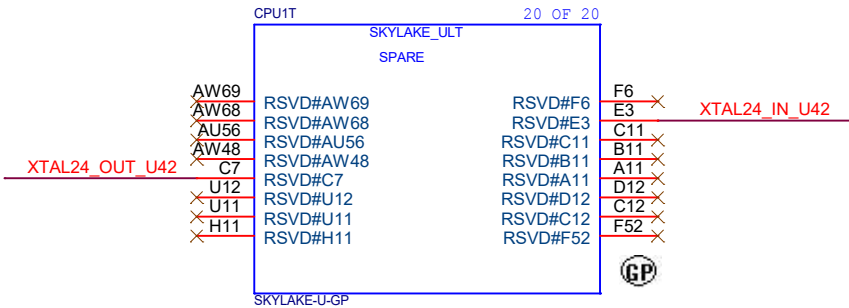 CPU1T 20 OF 20
SKYLAKE_ULT
SPARE
AW69 RSVD#AW69 RSVD#F6 F6
AW68 RSVD#AW68 RSVD#E3 E3 XTAL24_IN_U42
AU56 RSVD#AU56 RSVD#C11 C11
AW48 RSVD#AW48 RSVD#B11 B11
XTAL24_OUT_U42 C7 RSVD#C7 RSVD#A11 A11
U12 RSVD#U12 RSVD#D12 D12
U11 RSVD#U11 RSVD#C12 C12
H11 RSVD#H11 RSVD#F52 F52
GP
SKYLAKE-U-GP